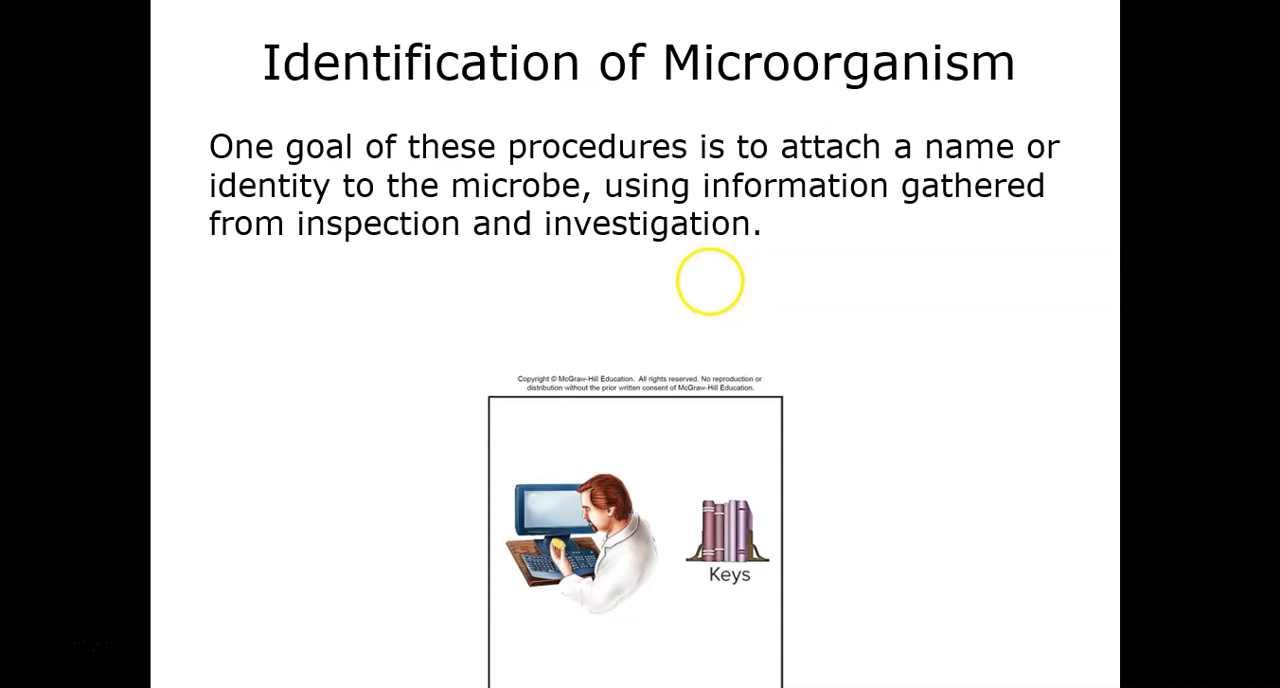 Identification of Microorganism
One goal of these procedures is to attach a name or
identity to the microbe, using information gathered
from inspection and investigation.
Copyright © McGraw-Hill Education. All rights reserved. No reproduction or
distribution without the prior written consent of McGraw-Hill Education.
Keys